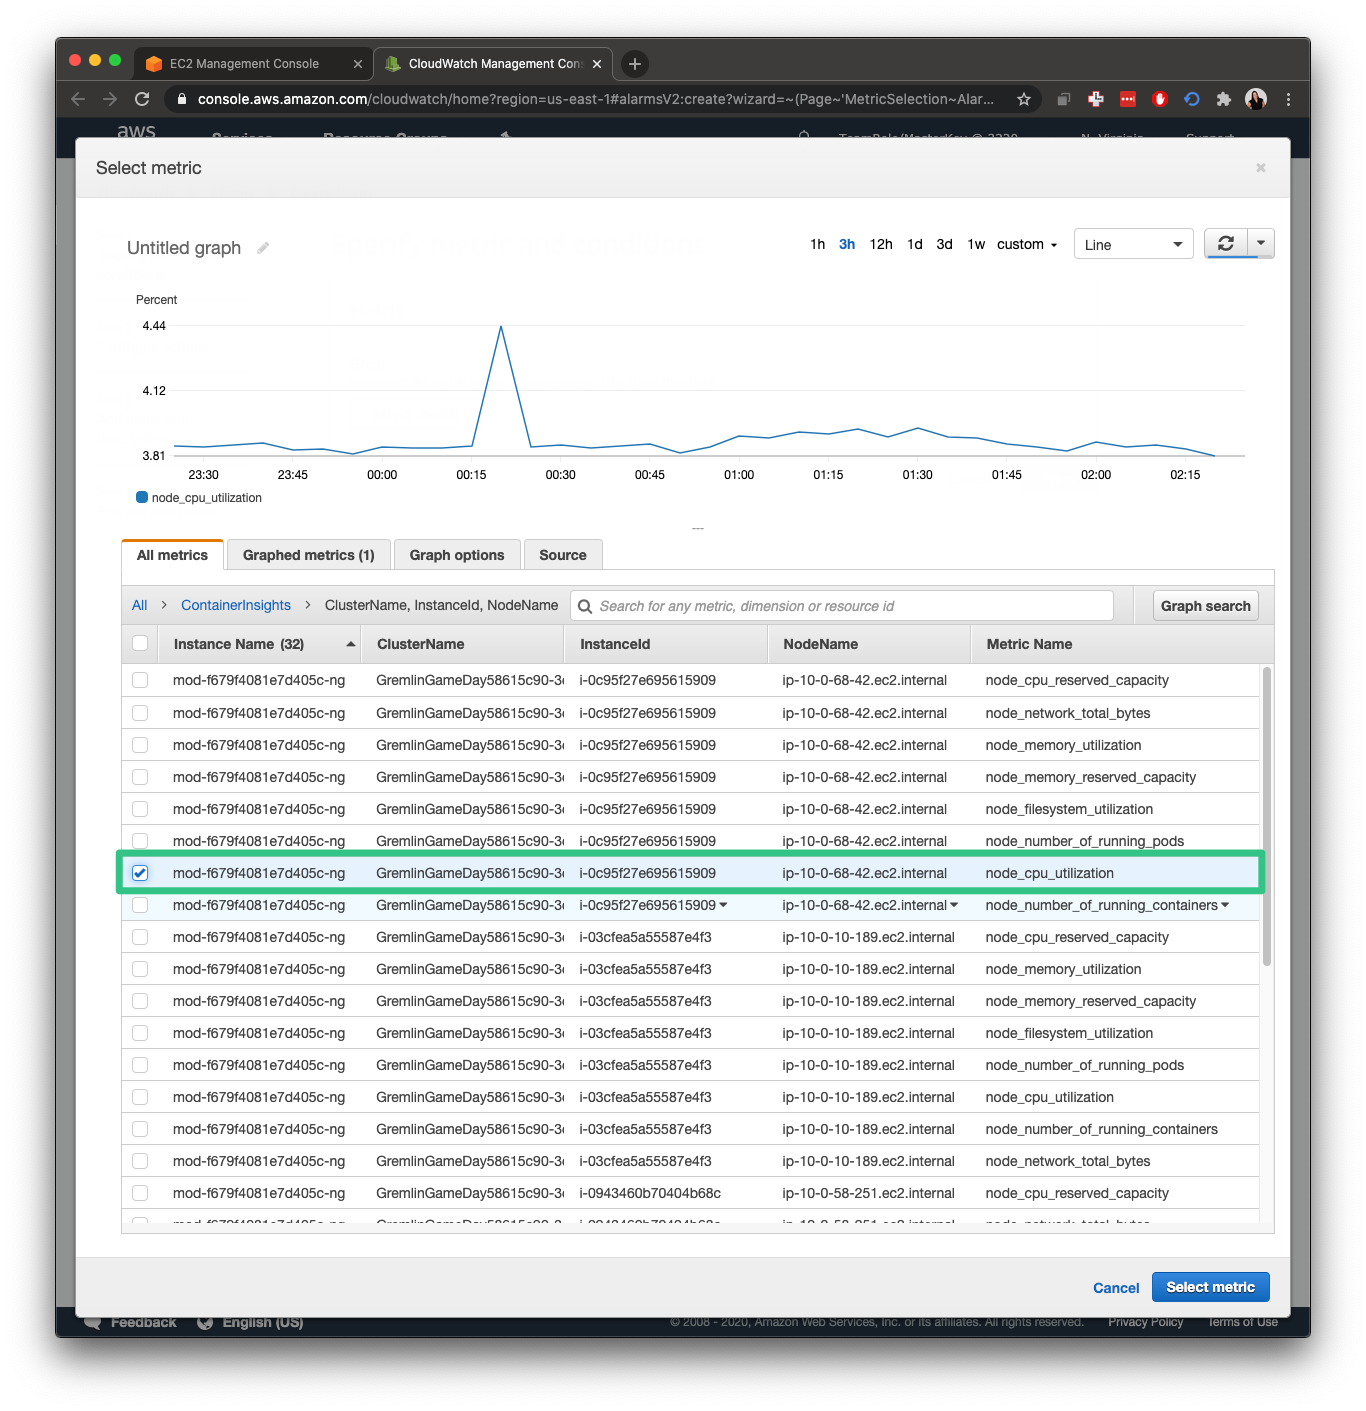 EC2 Management Console
CloudWatch Management Con
console.aws.amazon.com/cloudwatch/home?region=us-east-1#alarmsV2:create?wizard=~(Page~'MetricSelection~Alar...
aws Services Resource Groups N. Virginia Support
Select metric
Untitled graph
1h 3h 12h 1d 3d 1w custom Line
Percent
4.44
4.12
3.81
23:30 23:45 00:00 00:15 00:30 00:45 01:00 01:15 01:30 01:45 02:00 02:15
node_cpu_utilization
All metrics Graphed metrics (1) Graph options Source
All > ContainerInsights > ClusterName, InstanceId, NodeName Search for any metric, dimension or resource id Graph search
Instance Name (32) ClusterName InstanceId NodeName Metric Name
mod-f679f4081e7d405c-ng GremlinGameDay58615c90-3 i-0c95f27e695615909 ip-10-0-68-42.ec2.internal node_cpu_reserved_capacity
mod-f679f4081e7d405c-ng GremlinGameDay58615c90-3 i-0c95f27e695615909 ip-10-0-68-42.ec2.internal node_network_total_bytes
mod-f679f4081e7d405c-ng GremlinGameDay58615c90-3 i-0c95f27e695615909 ip-10-0-68-42.ec2.internal node_memory_utilization
mod-f679f4081e7d405c-ng GremlinGameDay58615c90-3 i-0c95f27e695615909 ip-10-0-68-42.ec2.internal node_memory_reserved_capacity
mod-f679f4081e7d405c-ng GremlinGameDay58615c90-3 i-0c95f27e695615909 ip-10-0-68-42.ec2.internal node_filesystem_utilization
mod-f679f4081e7d405c-ng GremlinGameDay58615c90-3 i-0c95f27e695615909 ip-10-0-68-42.ec2.internal node_number_of_running_pods
mod-f679f4081e7d405c-ng GremlinGameDay58615c90-3 i-0c95f27e695615909 ip-10-0-68-42.ec2.internal node_cpu_utilization
mod-f679f4081e7d405c-ng GremlinGameDay58615c90-3 i-0c95f27e695615909 ip-10-0-68-42.ec2.internal node_number_of_running_containers
mod-f679f4081e7d405c-ng GremlinGameDay58615c90-3 i-03cfea5a55587e4f3 ip-10-0-10-189.ec2.internal node_cpu_reserved_capacity
mod-f679f4081e7d405c-ng GremlinGameDay58615c90-3 i-03cfea5a55587e4f3 ip-10-0-10-189.ec2.internal node_memory_utilization
mod-f679f4081e7d405c-ng GremlinGameDay58615c90-3 i-03cfea5a55587e4f3 ip-10-0-10-189.ec2.internal node_memory_reserved_capacity
mod-f679f4081e7d405c-ng GremlinGameDay58615c90-3 i-03cfea5a55587e4f3 ip-10-0-10-189.ec2.internal node_filesystem_utilization
mod-f679f4081e7d405c-ng GremlinGameDay58615c90-3 i-03cfea5a55587e4f3 ip-10-0-10-189.ec2.internal node_number_of_running_pods
mod-f679f4081e7d405c-ng GremlinGameDay58615c90-3 i-03cfea5a55587e4f3 ip-10-0-10-189.ec2.internal node_cpu_utilization
mod-f679f4081e7d405c-ng GremlinGameDay58615c90-3 i-03cfea5a55587e4f3 ip-10-0-10-189.ec2.internal node_number_of_running_containers
mod-f679f4081e7d405c-ng GremlinGameDay58615c90-3 i-03cfea5a55587e4f3 ip-10-0-10-189.ec2.internal node_network_total_bytes
mod-f679f4081e7d405c-ng GremlinGameDay58615c90-3 i-0943460b70404b68c ip-10-0-58-251.ec2.internal node_cpu_reserved_capacity
Cancel Select metric
Feedback English (US) © 2008 - 2020, Amazon Web Services, Inc. or its affiliates. All rights reserved. Privacy Policy Terms of Use